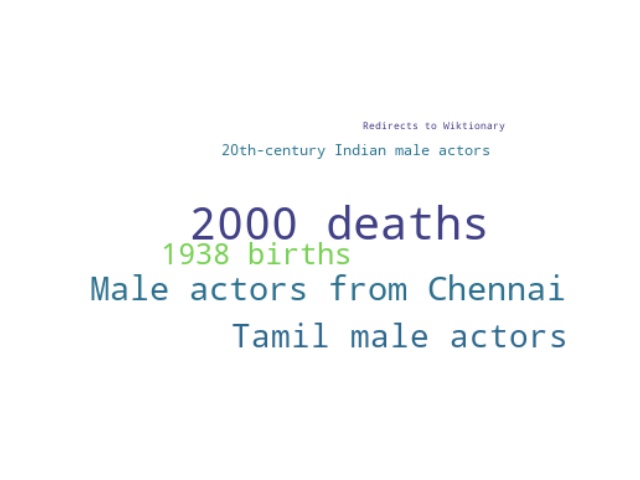 Redirects to Wiktionary
20th-century Indian male actors
2000 deaths
1938 births
Male actors from Chennai
Tamil male actors